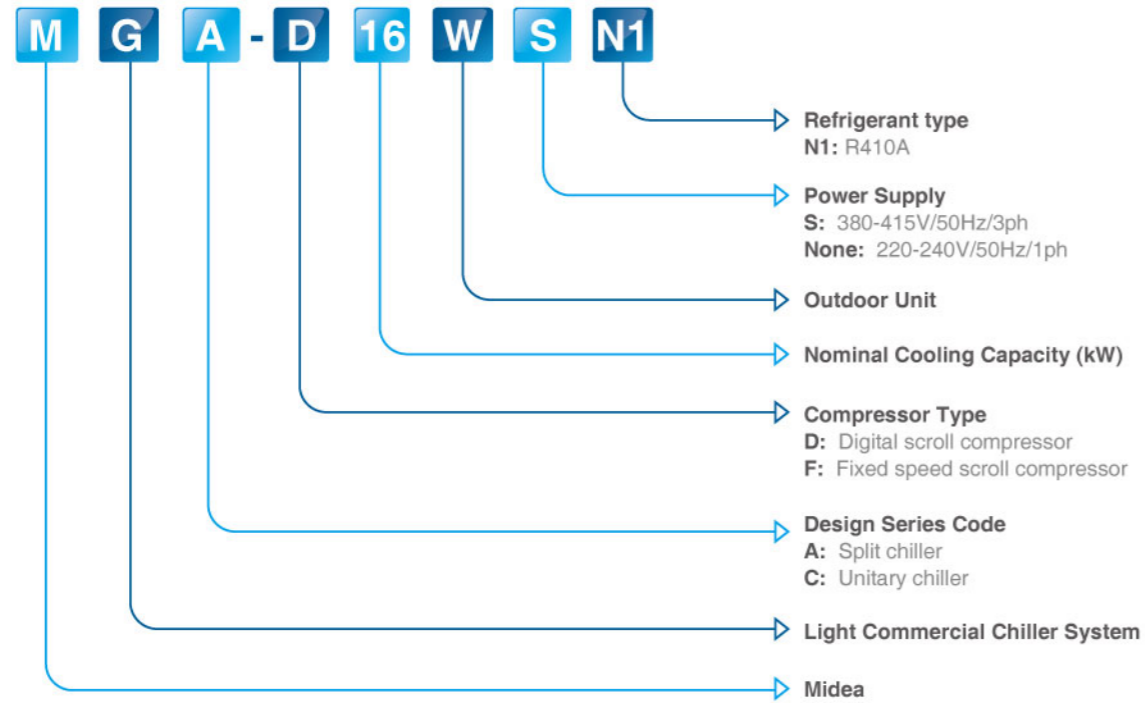 M G A - D 16 W S N1
Refrigerant type
N1: R410A
Power Supply
S: 380-415V/50Hz/3ph
None: 220-240V/50Hz/1ph
Outdoor Unit
Nominal Cooling Capacity (kW)
Compressor Type
D: Digital scroll compressor
F: Fixed speed scroll compressor
Design Series Code
A: Split chiller
C: Unitary chiller
Light Commercial Chiller System
Midea